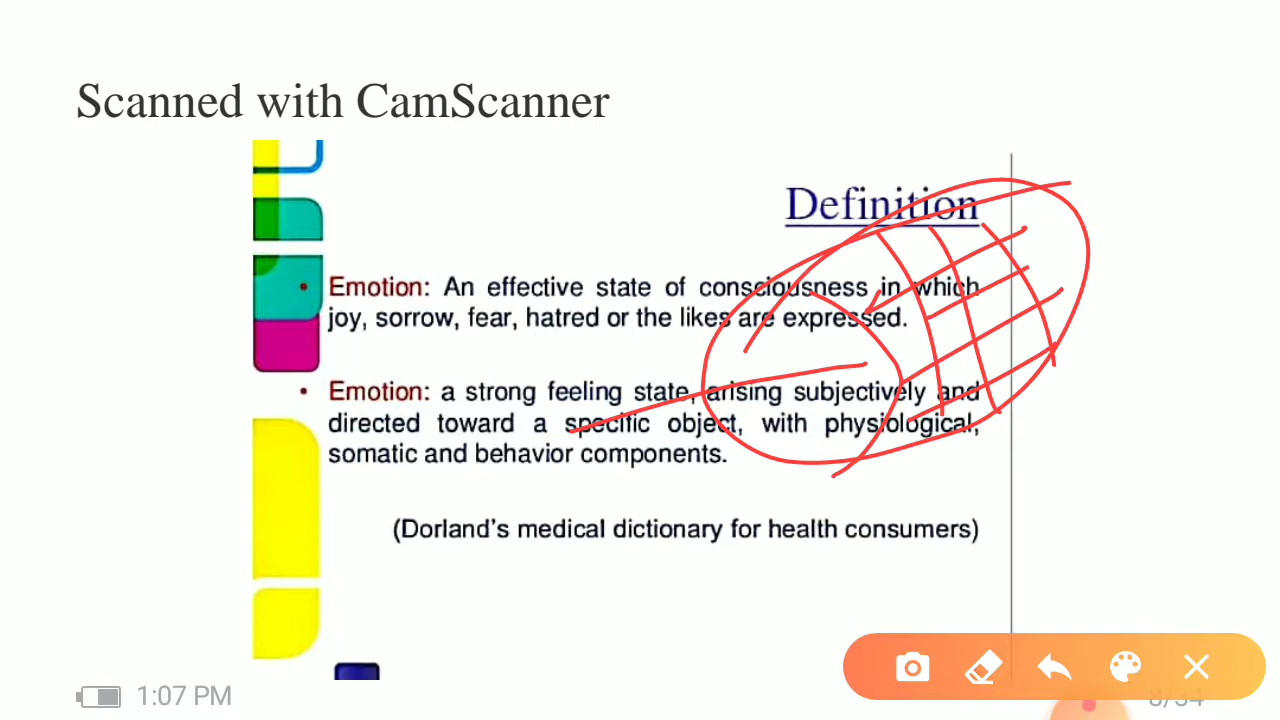 Scanned with CamScanner
Definition
• Emotion: An effective state of consciousness in which
joy, sorrow, fear, hatred or the likes are expressed.
• Emotion: a strong feeling state, arising subjectively and
directed toward a specific object, with physiological,
somatic and behavior components.
(Dorland's medical dictionary for health consumers)
1:07 PM
8/34